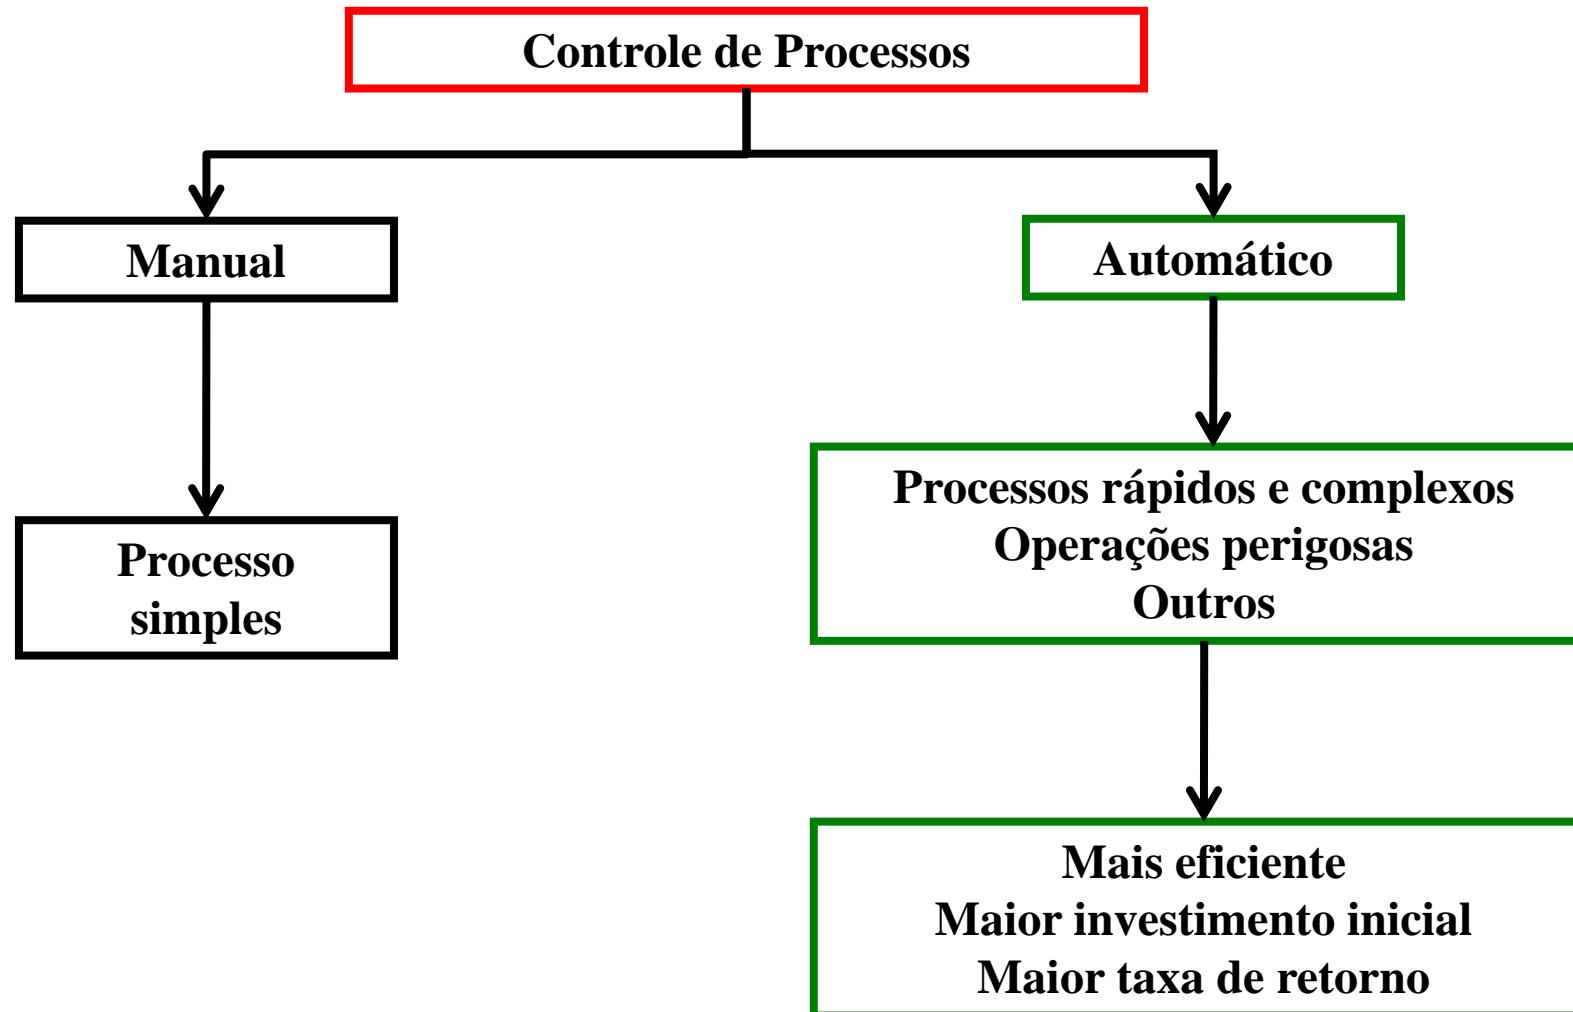 Controle de Processos
Manual
Automático
Processo
simples
Processos rápidos e complexos
Operações perigosas
Outros
Mais eficiente
Maior investimento inicial
Maior taxa de retorno